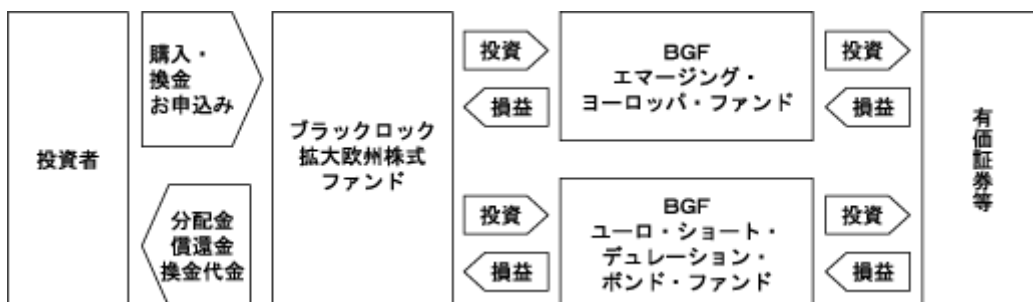 投資者
購入・
換金
お申込み
分配金
償還金
換金代金
ブラックロック
拡大欧州株式
ファンド
投資
損益
BGF
エマージング・
ヨーロッパ・ファンド
投資
損益
投資
損益
BGF
ユーロ・ショート・
デュレーション・
ボンド・ファンド
投資
損益
有価証券等